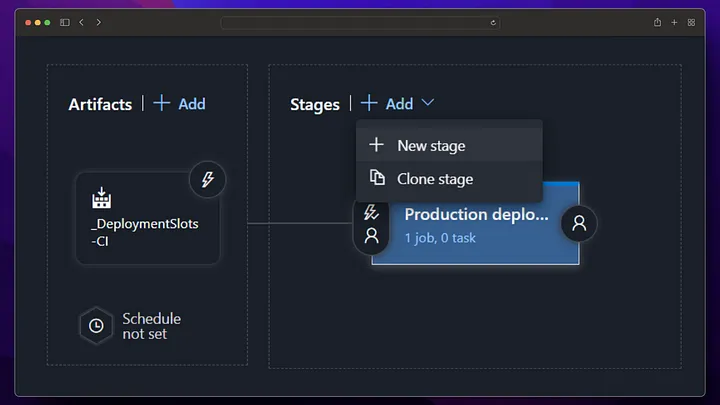 Artifacts | + Add
Stages | + Add
New stage
Clone stage
_DeploymentSlots
-CI
Production deplo...
1 job, 0 task
Schedule
not set